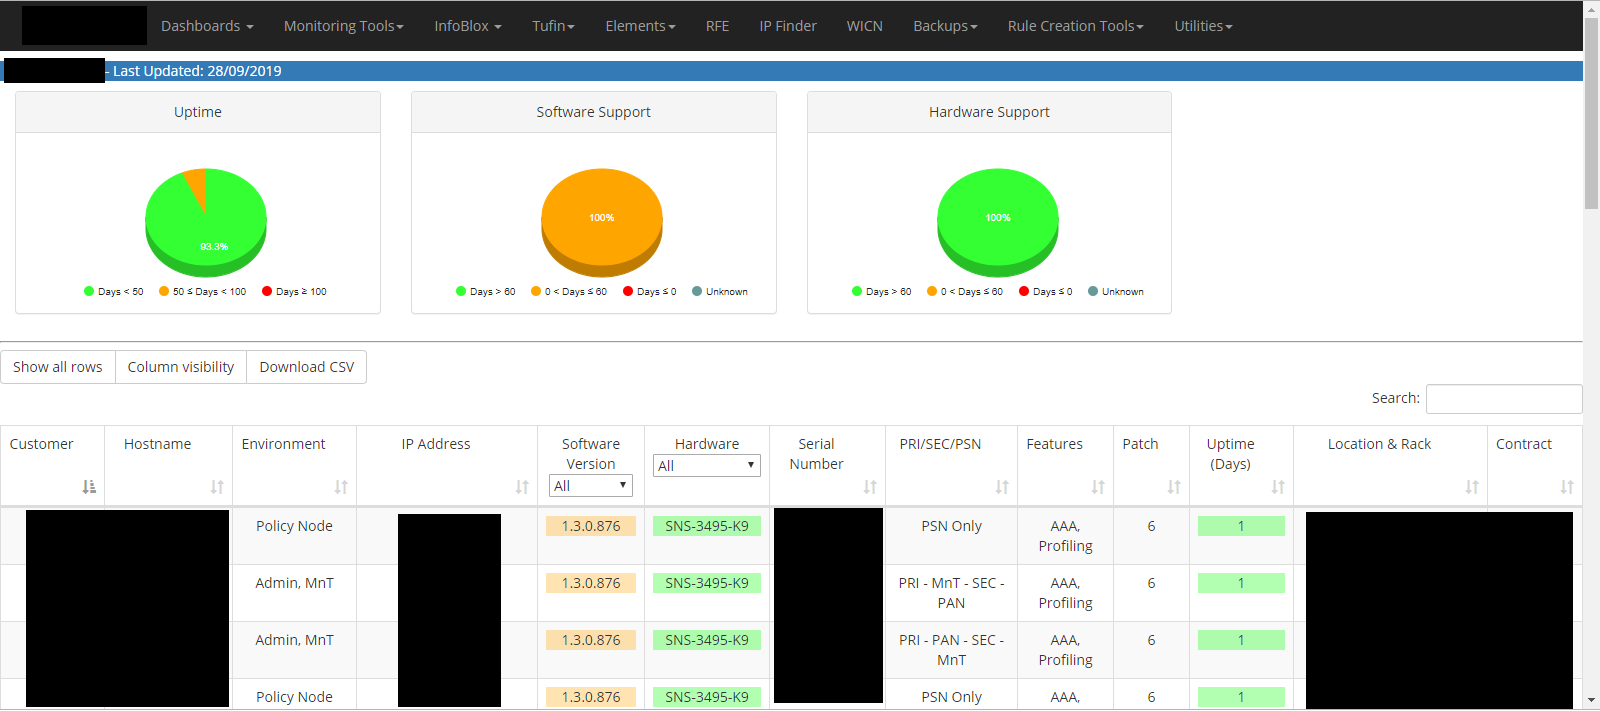 Dashboards Monitoring Tools InfoBlox Tufin Elements RFE IP Finder WICN Backups Rule Creation Tools Utilities
- Last Updated: 28/09/2019
Uptime
93.3%
Days < 50 50 ≤ Days < 100 Days ≥ 100
Software Support
100%
Days > 60 0 < Days ≤ 60 Days ≤ 0 Unknown
Hardware Support
100%
Days > 60 0 < Days ≤ 60 Days ≤ 0 Unknown
Show all rows Column visibility Download CSV
Search:
Customer Hostname Environment IP Address Software Hardware Serial PRI/SEC/PSN Features Patch Uptime Location & Rack Contract
Version All Number (Days)
All
Policy Node 1.3.0.876 SNS-3495-K9 PSN Only AAA, 6 1
Profiling
Admin, MnT 1.3.0.876 SNS-3495-K9 PRI - MnT - SEC - AAA, 6 1
PAN Profiling
Admin, MnT 1.3.0.876 SNS-3495-K9 PRI - PAN - SEC - AAA, 6 1
MnT Profiling
Policy Node 1.3.0.876 SNS-3495-K9 PSN Only AAA, 6 1